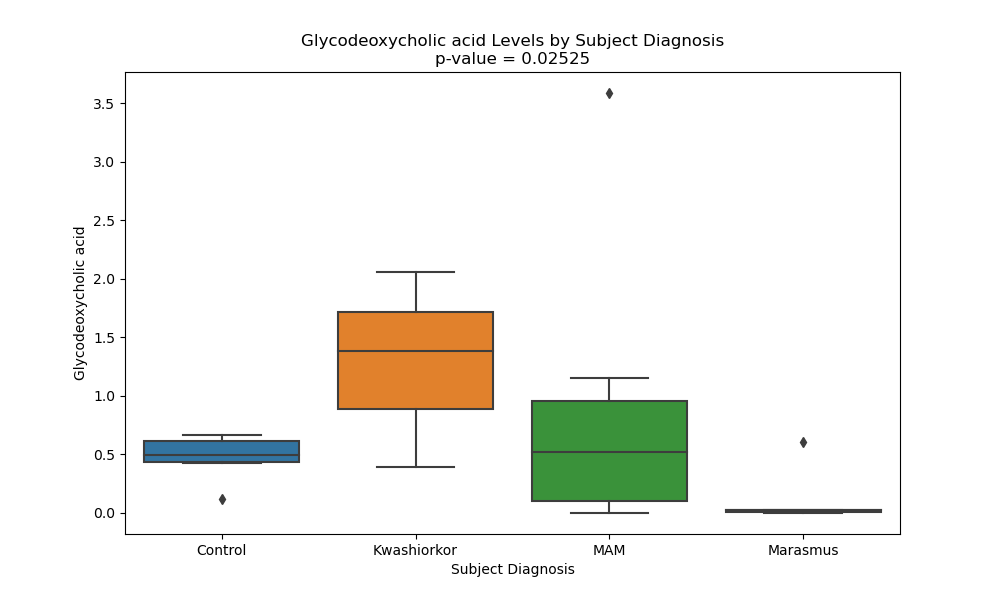 Glycodeoxycholic acid Levels by Subject Diagnosis
p-value = 0.02525
Glycodeoxycholic acid
3.5
3.0
2.5
2.0
1.5
1.0
0.5
0.0
Control
Kwashiorkor
MAM
Marasmus
Subject Diagnosis